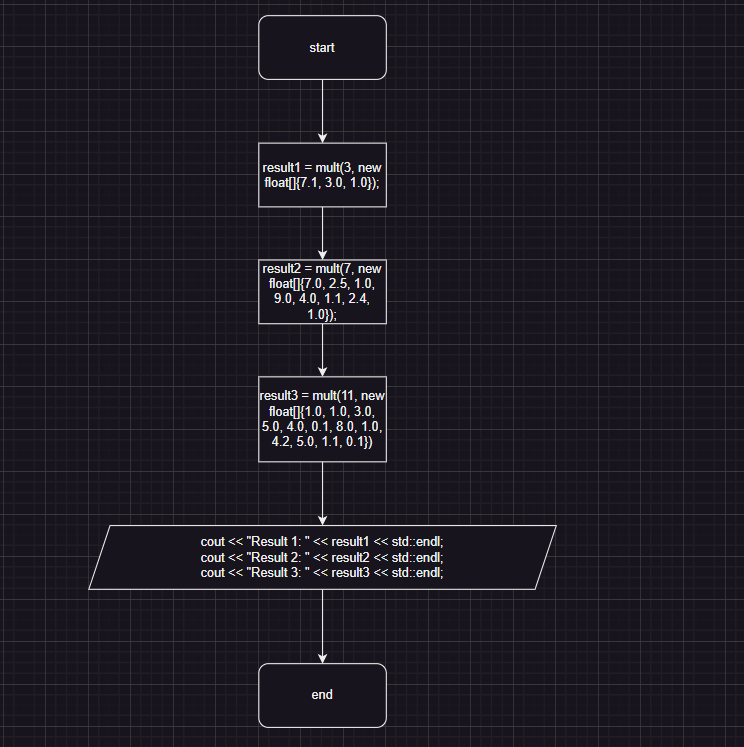 start
result1 = mult(3, new
float[]{7.1, 3.0, 1.0});
result2 = mult(7, new
float[]{7.0, 2.5, 1.0,
9.0, 4.0, 1.1, 2.4,
1.0});
result3 = mult(11, new
float[]{1.0, 1.0, 3.0,
5.0, 4.0, 0.1, 8.0, 1.0,
4.2, 5.0, 1.1, 0.1})
cout << "Result 1: " << result1 << std::endl;
cout << "Result 2: " << result2 << std::endl;
cout << "Result 3: " << result3 << std::endl;
end